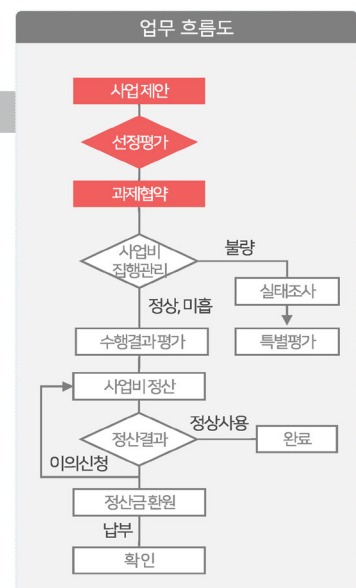 업무 흐름도
사업 제안
선정평가
과제협약
사업비
집행관리
불량
실태조사
정상, 미흡
수행결과 평가
특별평가
사업비 정산
정산결과
정상사용
완료
이의신청
정산금 환원
납부
확인